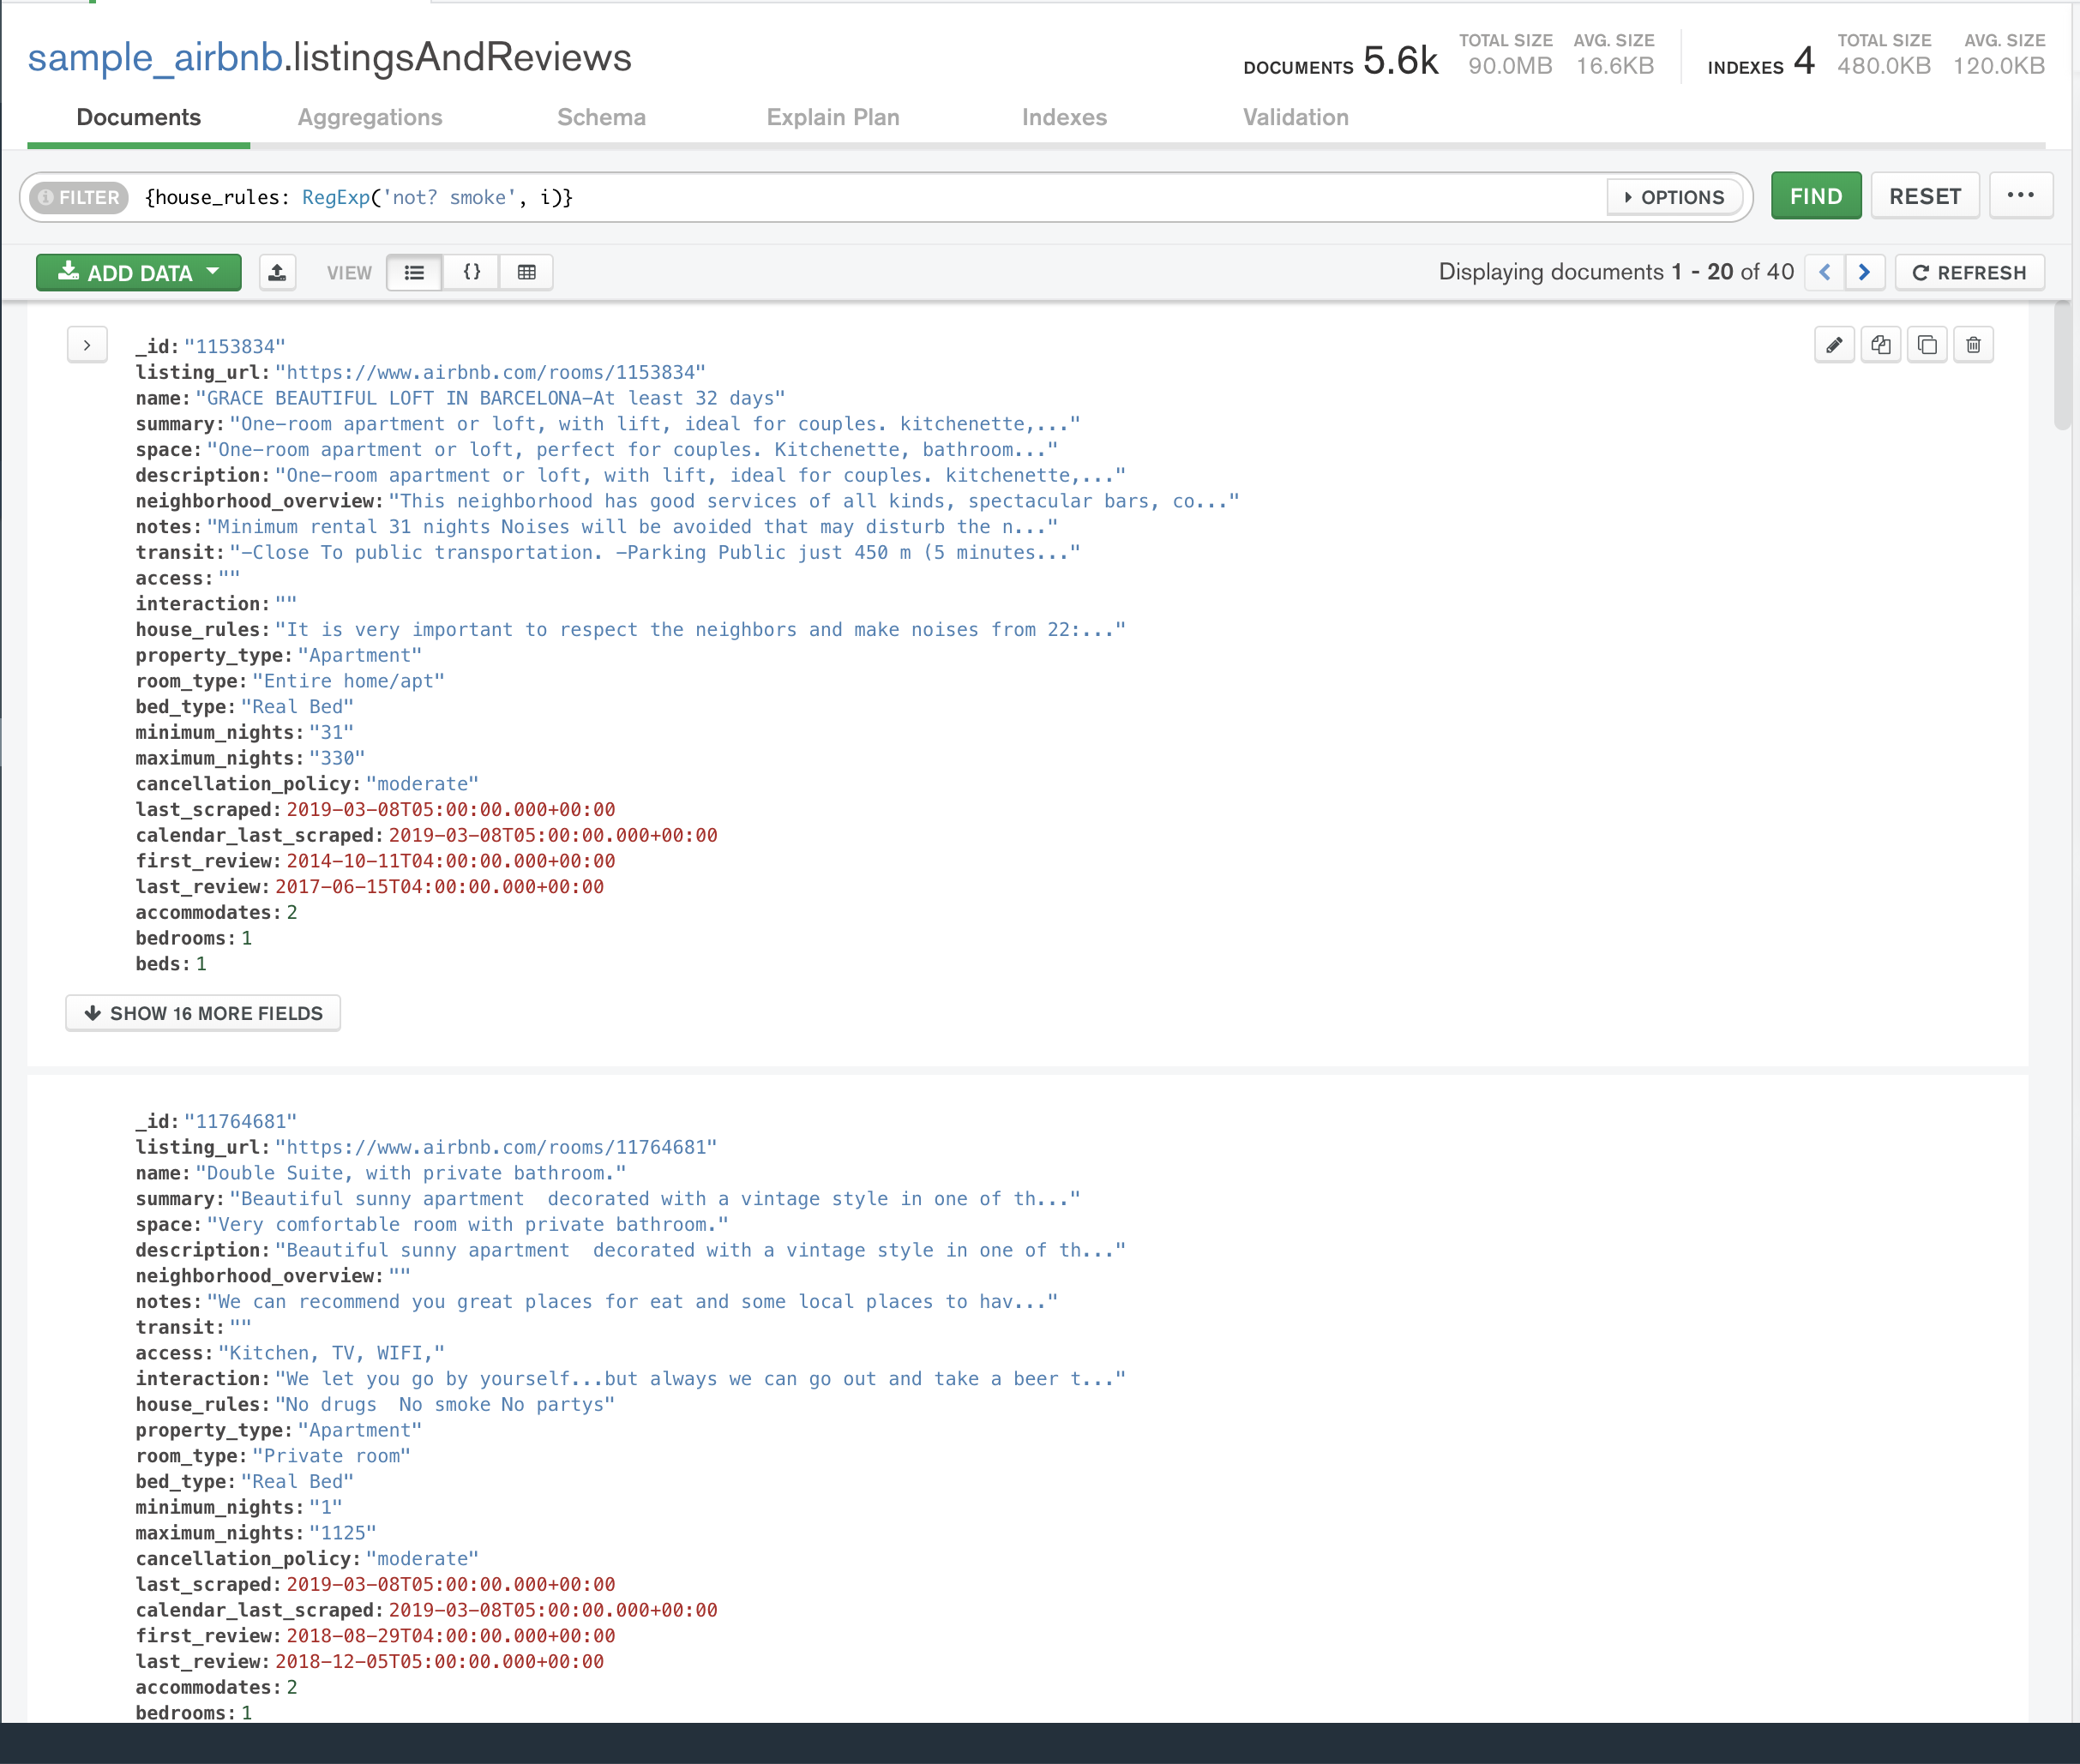 sample_airbnb.listingsAndReviews
DOCUMENTS 5.6k TOTAL SIZE 90.0MB AVG. SIZE 16.6KB INDEXES 4 TOTAL SIZE 480.0KB AVG. SIZE 120.0KB
Documents Aggregations Schema Explain Plan Indexes Validation
FILTER {house_rules: RegExp('not? smoke', i)} OPTIONS FIND RESET ...
ADD DATA VIEW {} Displaying documents 1 - 20 of 40 < > REFRESH
_id: "1153834"
listing_url: "https://www.airbnb.com/rooms/1153834"
name: "GRACE BEAUTIFUL LOFT IN BARCELONA-At least 32 days"
summary: "One-room apartment or loft, with lift, ideal for couples. kitchenette,..."
space: "One-room apartment or loft, perfect for couples. Kitchenette, bathroom..."
description: "One-room apartment or loft, with lift, ideal for couples. kitchenette,..."
neighborhood_overview: "This neighborhood has good services of all kinds, spectacular bars, co..."
notes: "Minimum rental 31 nights Noises will be avoided that may disturb the n..."
transit: "-Close To public transportation. -Parking Public just 450 m (5 minutes..."
access: ""
interaction: ""
house_rules: "It is very important to respect the neighbors and make noises from 22:..."
property_type: "Apartment"
room_type: "Entire home/apt"
bed_type: "Real Bed"
minimum_nights: "31"
maximum_nights: "330"
cancellation_policy: "moderate"
last_scraped: 2019-03-08T05:00:00.000+00:00
calendar_last_scraped: 2019-03-08T05:00:00.000+00:00
first_review: 2014-10-11T04:00:00.000+00:00
last_review: 2017-06-15T04:00:00.000+00:00
accommodates: 2
bedrooms: 1
beds: 1
SHOW 16 MORE FIELDS
_id: "11764681"
listing_url: "https://www.airbnb.com/rooms/11764681"
name: "Double Suite, with private bathroom."
summary: "Beautiful sunny apartment  decorated with a vintage style in one of th..."
space: "Very comfortable room with private bathroom."
description: "Beautiful sunny apartment  decorated with a vintage style in one of th..."
neighborhood_overview: ""
notes: "We can recommend you great places for eat and some local places to hav..."
transit: ""
access: "Kitchen, TV, WIFI,"
interaction: "We let you go by yourself...but always we can go out and take a beer t..."
house_rules: "No drugs  No smoke No partys"
property_type: "Apartment"
room_type: "Private room"
bed_type: "Real Bed"
minimum_nights: "1"
maximum_nights: "1125"
cancellation_policy: "moderate"
last_scraped: 2019-03-08T05:00:00.000+00:00
calendar_last_scraped: 2019-03-08T05:00:00.000+00:00
first_review: 2018-08-29T04:00:00.000+00:00
last_review: 2018-12-05T05:00:00.000+00:00
accommodates: 2
bedrooms: 1